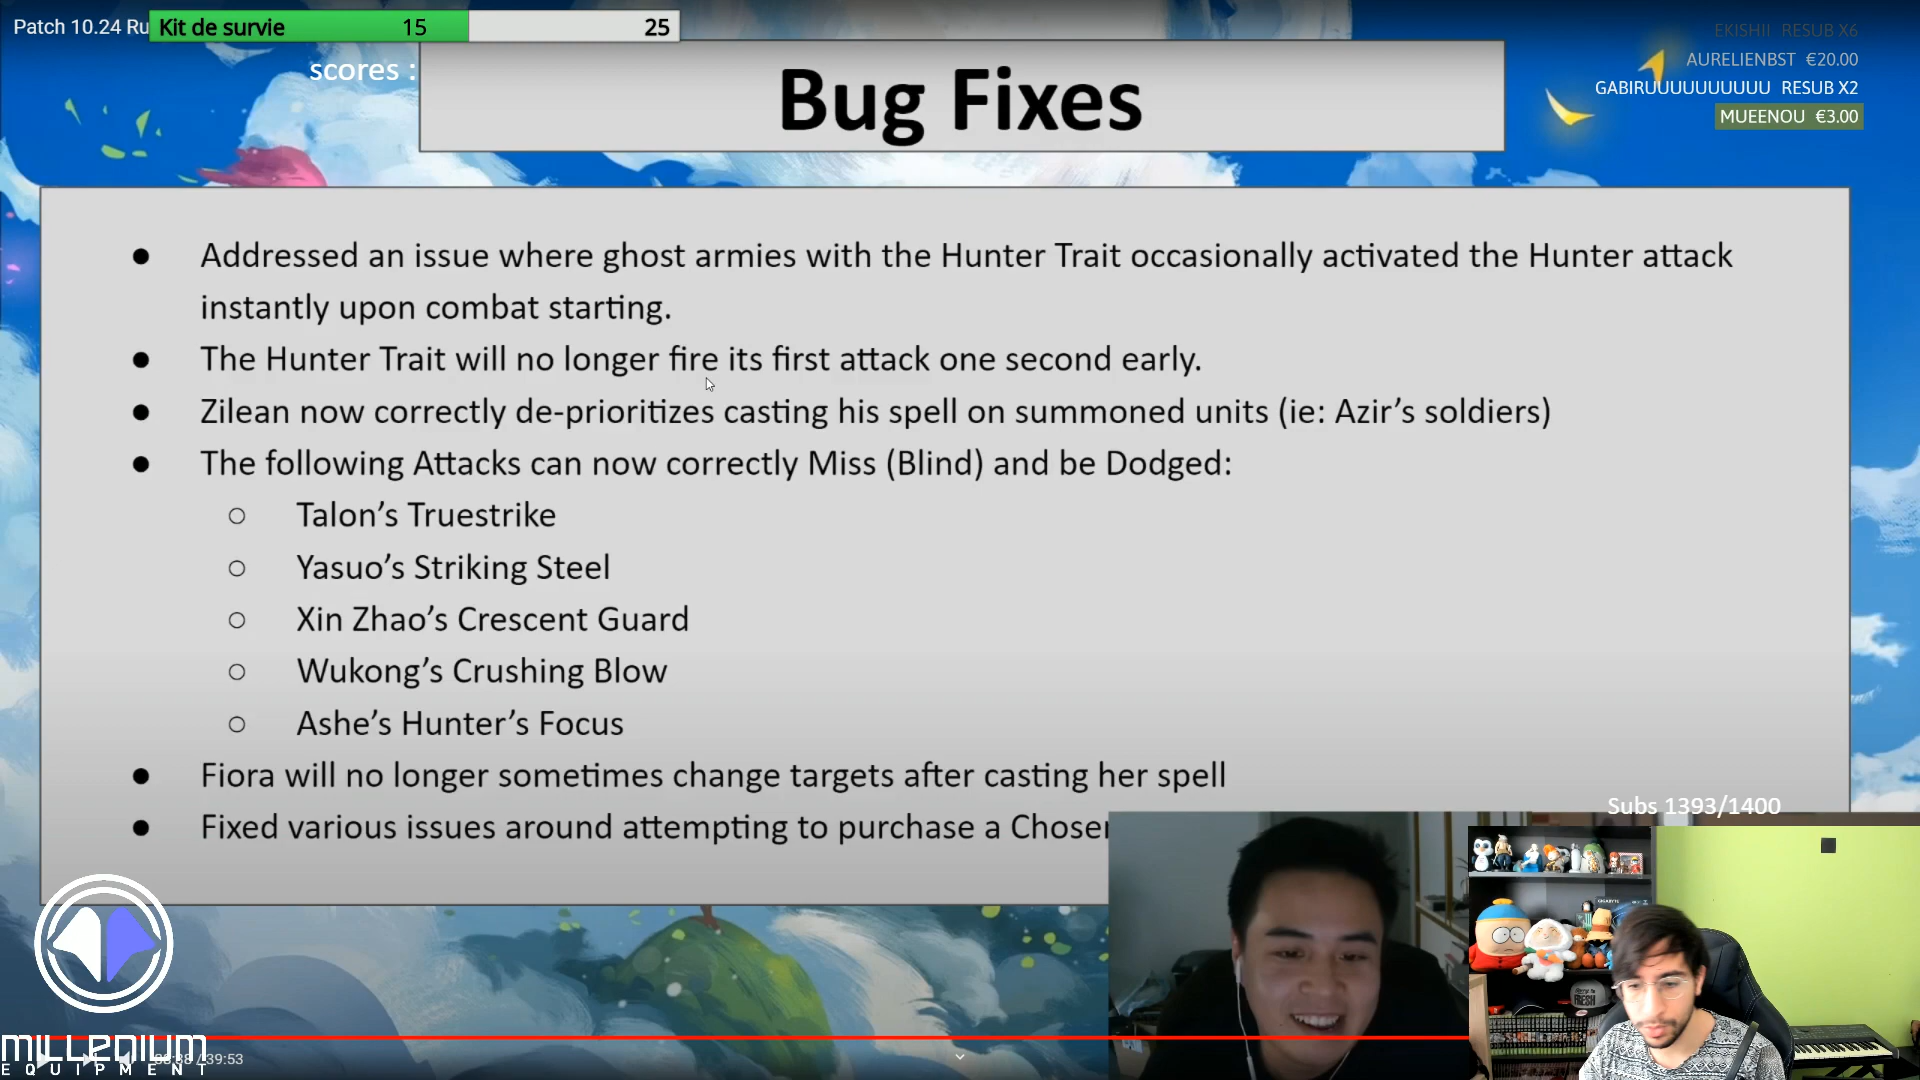 Patch 10.24 Ru
Kit de survie 15 25
scores :
EKISHII RESUB X6
AURELIENBST €20.00
GABIRUUUUUUUUUU RESUB X2
MUEENOU €3.00
Bug Fixes
● Addressed an issue where ghost armies with the Hunter Trait occasionally activated the Hunter attack
instantly upon combat starting.
● The Hunter Trait will no longer fire its first attack one second early.
● Zilean now correctly de-prioritizes casting his spell on summoned units (ie: Azir’s soldiers)
● The following Attacks can now correctly Miss (Blind) and be Dodged:
○ Talon’s Truestrike
○ Yasuo’s Striking Steel
○ Xin Zhao’s Crescent Guard
○ Wukong’s Crushing Blow
○ Ashe’s Hunter’s Focus
● Fiora will no longer sometimes change targets after casting her spell
● Fixed various issues around attempting to purchase a Chosen
Subs 1393/1400
MILLENIUM
EQUIPMENT
/ 39:53